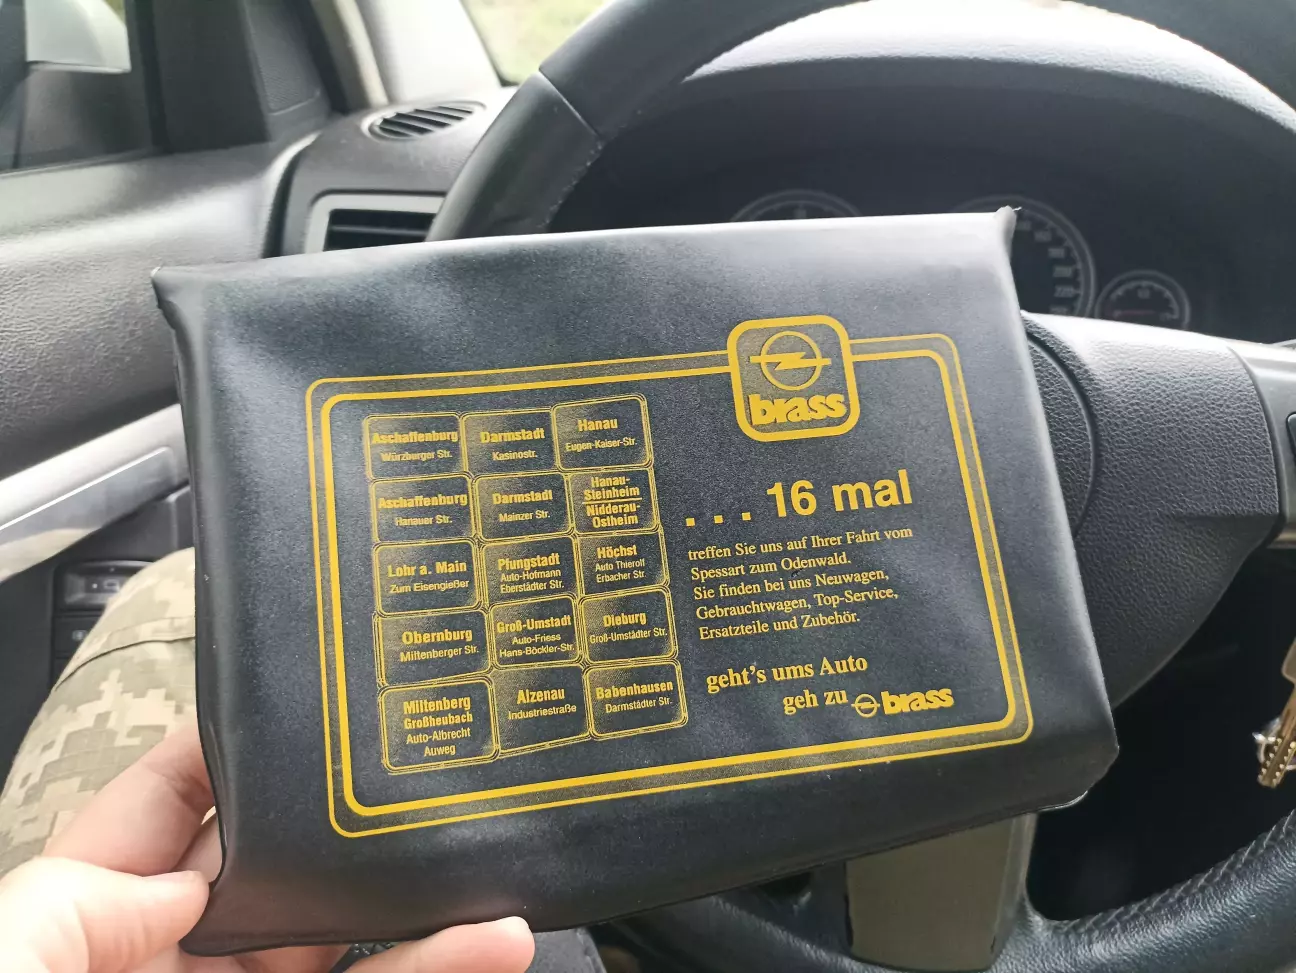 brass
Aschaffenburg
Würzburger Str.
Darmstadt
Kasinostr.
Hanau
Eugen-Kaiser-Str.
Aschaffenburg
Hanauer Str.
Darmstadt
Mainzer Str.
Hanau-
Steinheim
Nidderau-
Ostheim
Lohr a. Main
Zum Eisengießer
Pfungstadt
Auto-Hofmann
Eberstädter Str.
Höchst
Auto Thierolf
Erbacher Str.
Obernburg
Miltenberger Str.
Groß-Umstadt
Auto-Friess
Hans-Böckler-Str.
Dieburg
Groß-Umstädter Str.
Miltenberg
Großheubach
Auto-Albrecht
Auweg
Alzenau
Industriestraße
Babenhausen
Darmstädter Str.
. . . 16 mal
treffen Sie uns auf Ihrer Fahrt vom
Spessart zum Odenwald.
Sie finden bei uns Neuwagen,
Gebrauchtwagen, Top-Service,
Ersatzteile und Zubehör.
geht's ums Auto
geh zu brass